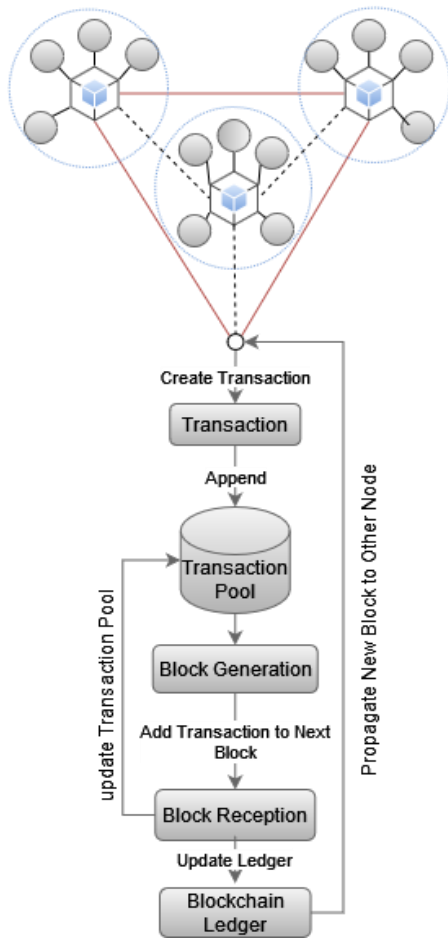 Create Transaction
Transaction
Append
Transaction
Pool
Block Generation
Add Transaction to Next
Block
Block Reception
Update Ledger
Blockchain
Ledger
update Transaction Pool
Propagate New Block to Other Node